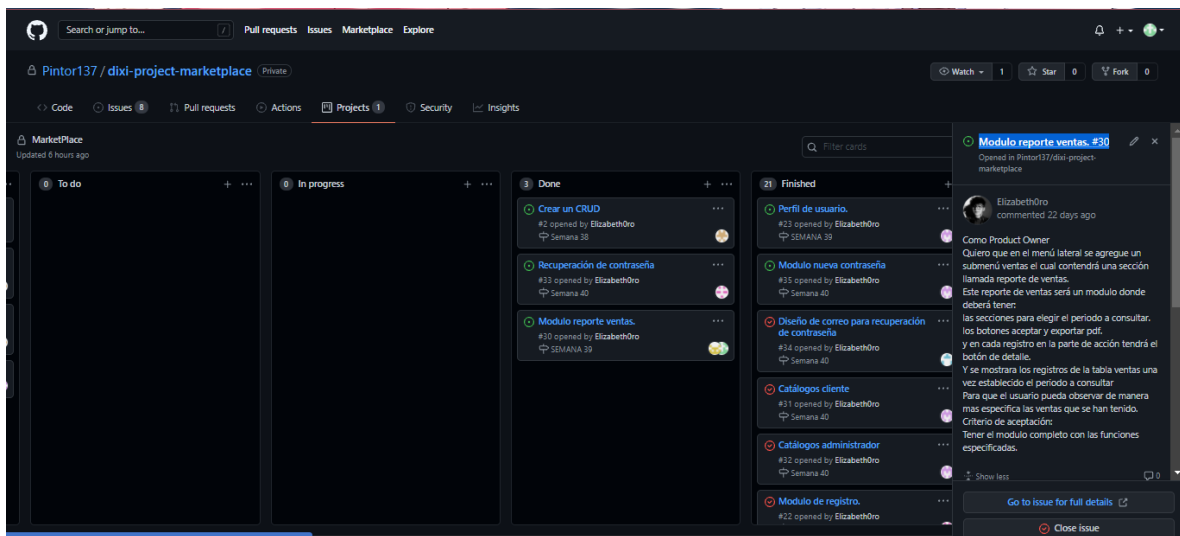 Search or jump to...
/
Pull requests Issues Marketplace Explore
Pintor137 / dixi-project-marketplace Private
Watch 1 Star 0 Fork 0
Code Issues 8 Pull requests Actions Projects 1 Security Insights
MarketPlace
Updated 6 hours ago
Filter cards
0 To do
0 In progress
3 Done
Crear un CRUD
#2 opened by Elizabeth0ro
Semana 38
Recuperación de contraseña
#33 opened by Elizabeth0ro
Semana 40
Modulo reporte ventas.
#30 opened by Elizabeth0ro
SEMANA 39
21 Finished
Perfil de usuario.
#23 opened by Elizabeth0ro
SEMANA 39
Modulo nueva contraseña
#35 opened by Elizabeth0ro
Semana 40
Diseño de correo para recuperación
de contraseña
#34 opened by Elizabeth0ro
Semana 40
Catálogos cliente
#31 opened by Elizabeth0ro
Semana 40
Catálogos administrador
#32 opened by Elizabeth0ro
Semana 40
Modulo de registro.
#22 opened by Elizabeth0ro
Modulo reporte ventas. #30
Opened in Pintor137/dixi-project-
marketplace
Elizabeth0ro
commented 22 days ago
Como Product Owner
Quiero que en el menú lateral se agregue un
submenú ventas el cual contendrá una sección
llamada reporte de ventas.
Este reporte de ventas será un modulo donde
deberá tener:
las secciones para elegir el periodo a consultar.
los botones aceptar y exportar pdf.
y en cada registro en la parte de acción tendrá el
botón de detalle.
Y se mostrara los registros de la tabla ventas una
vez establecido el periodo a consultar
Para que el usuario pueda observar de manera
mas especifica las ventas que se han tenido.
Criterio de aceptación:
Tener el modulo completo con las funciones
especificadas.
Show less 0
Go to issue for full details
Close issue